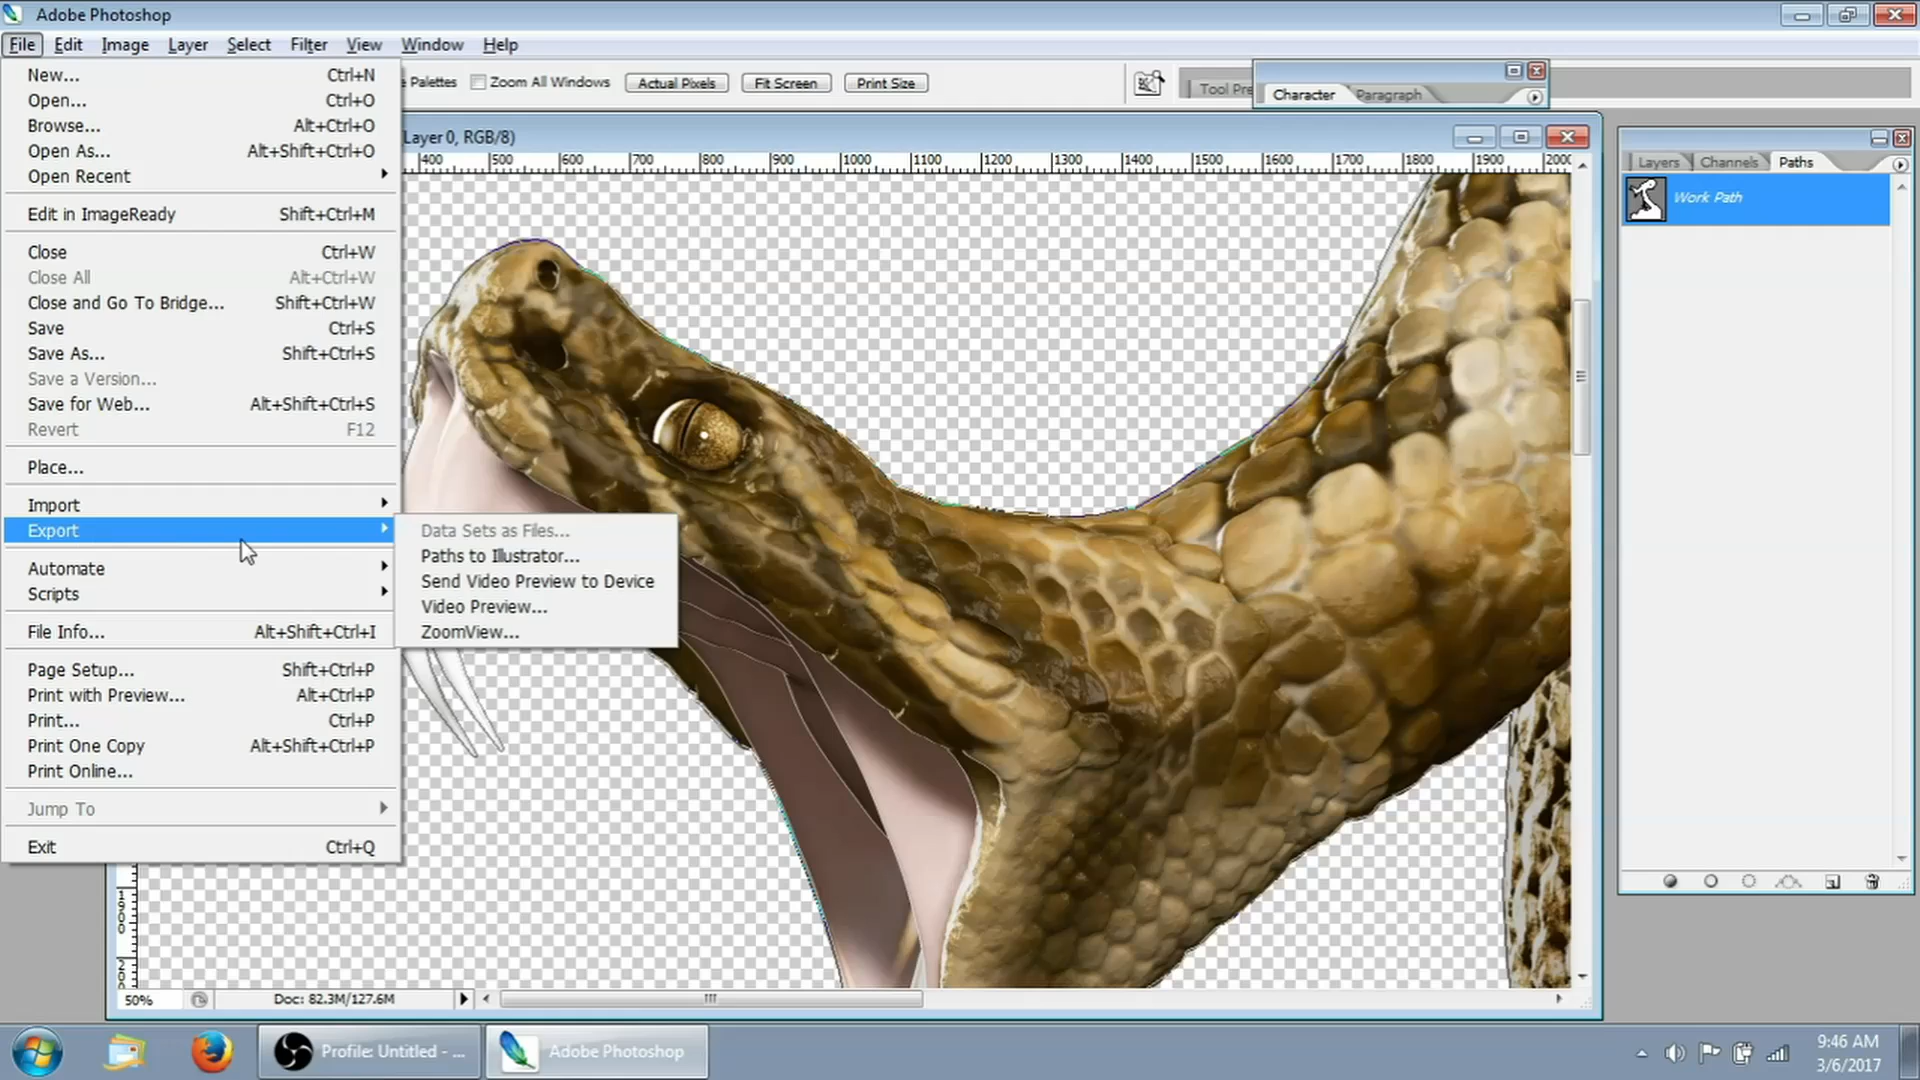 Adobe Photoshop
File Edit Image Layer Select Filter View Window Help
e Palettes Zoom All Windows Actual Pixels Fit Screen Print Size
Tool Pre Character Paragraph
New... Ctrl+N
Open... Ctrl+O
Browse... Alt+Ctrl+O
Open As... Alt+Shift+Ctrl+O
Open Recent
Edit in ImageReady Shift+Ctrl+M
Close Ctrl+W
Close All Alt+Ctrl+W
Close and Go To Bridge... Shift+Ctrl+W
Save Ctrl+S
Save As... Shift+Ctrl+S
Save a Version...
Save for Web... Alt+Shift+Ctrl+S
Revert F12
Place...
Import
Export
Automate
Scripts
File Info... Alt+Shift+Ctrl+I
Page Setup... Shift+Ctrl+P
Print with Preview... Alt+Ctrl+P
Print... Ctrl+P
Print One Copy Alt+Shift+Ctrl+P
Print Online...
Jump To
Exit Ctrl+Q
Data Sets as Files...
Paths to Illustrator...
Send Video Preview to Device
Video Preview...
ZoomView...
Layer 0, RGB/8)
400 500 600 700 800 900 1000 1100 1200 1300 1400 1500 1600 1700 1800 1900 2000
Layers Channels Paths
Work Path
1900
20
50% Doc: 82.3M/127.6M
Profile: Untitled - ...
Adobe Photoshop
9:46 AM
3/6/2017